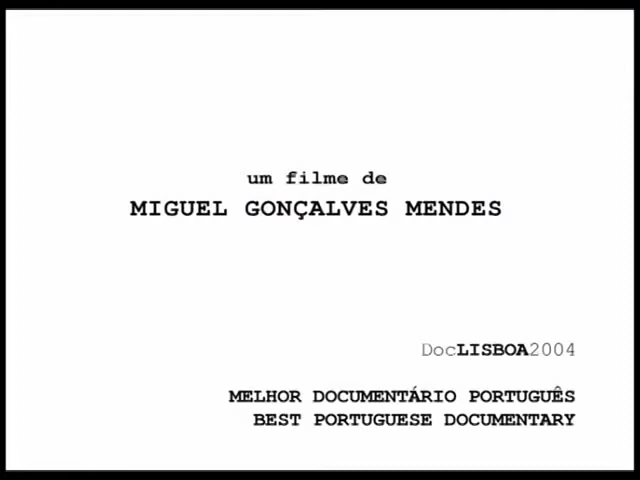 um filme de
MIGUEL GONÇALVES MENDES
DocLISBOA2004
MELHOR DOCUMENTÁRIO PORTUGUÊS
BEST PORTUGUESE DOCUMENTARY